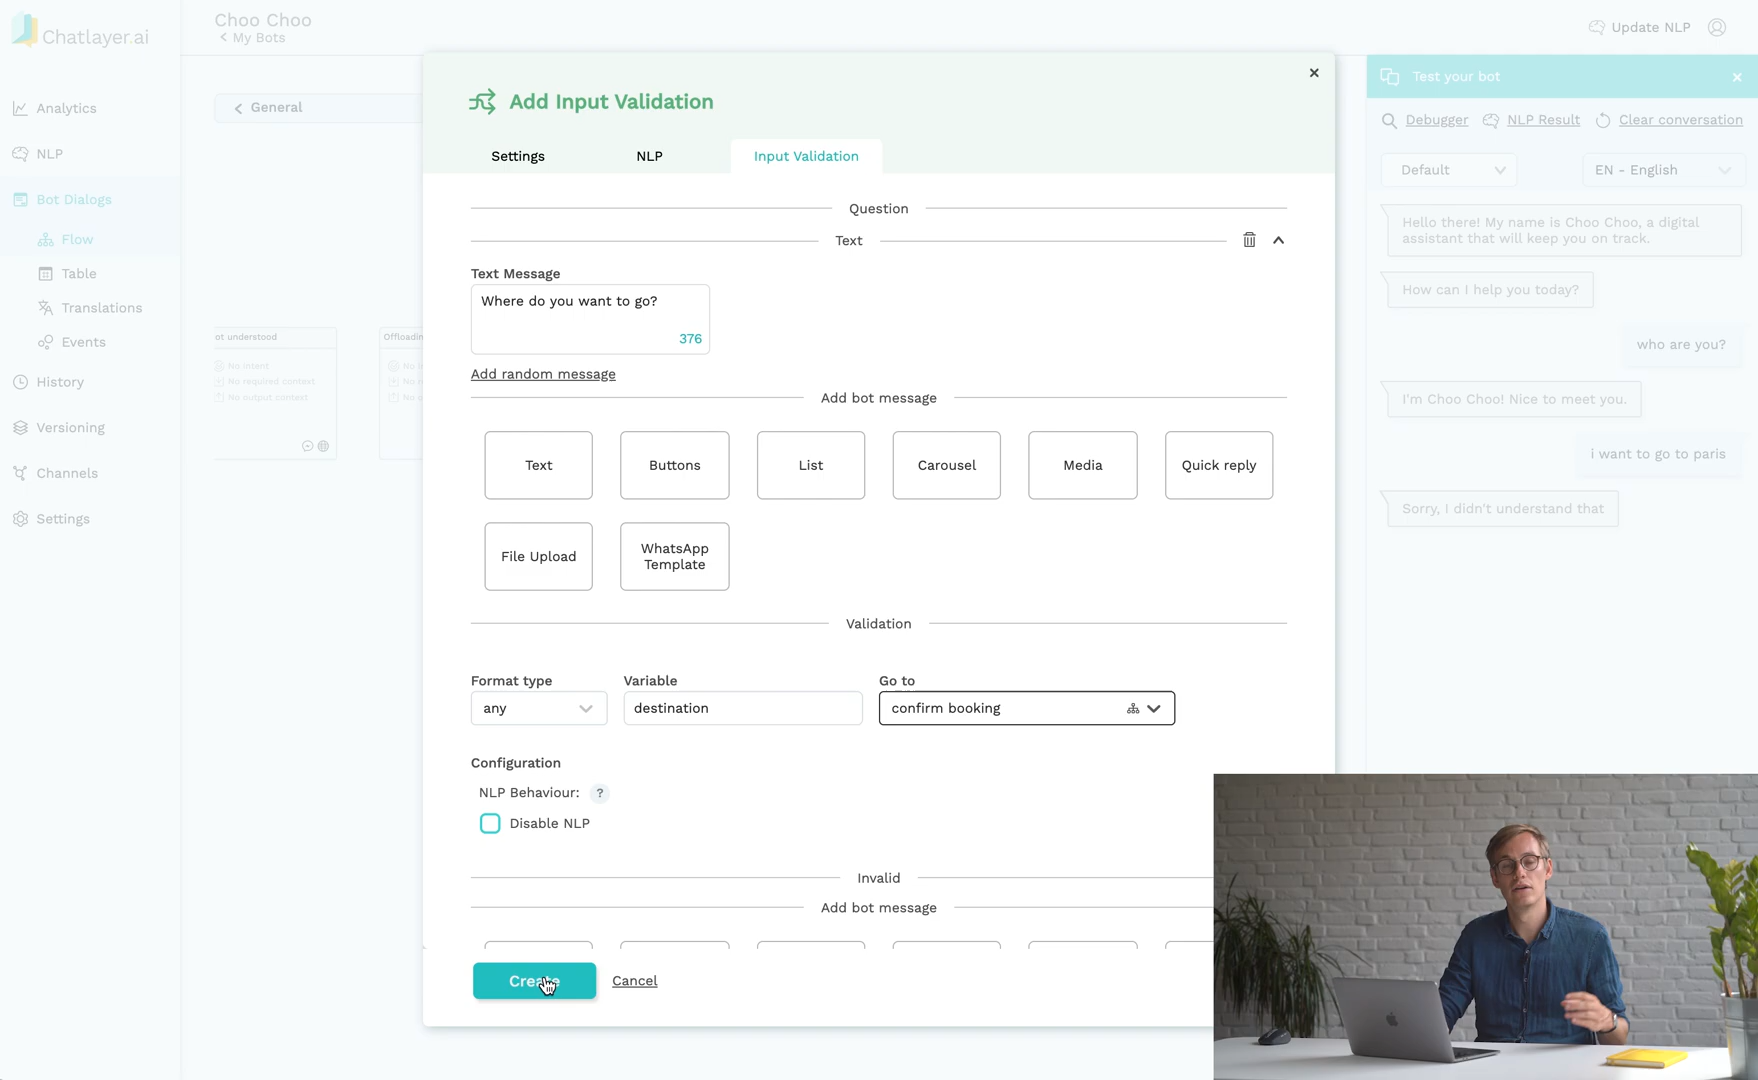 Chatlayer.ai
Choo Choo
< My Bots
Update NLP
Analytics
NLP
Bot Dialogs
Flow
Table
Translations
Events
History
Versioning
Channels
Settings
General
ot understood
No intent
No required context
No output context
Offloadin
No i
No r
No o
Add Input Validation
Settings
NLP
Input Validation
Question
Text
Text Message
Where do you want to go?
376
Add random message
Add bot message
Text
Buttons
List
Carousel
Media
Quick reply
File Upload
WhatsApp
Template
Validation
Format type
Variable
Go to
any
destination
confirm booking
Configuration
NLP Behaviour: ?
Disable NLP
Invalid
Add bot message
Create
Cancel
Test your bot
Debugger
NLP Result
Clear conversation
Default
EN - English
Hello there! My name is Choo Choo, a digital
assistant that will keep you on track.
How can I help you today?
who are you?
I'm Choo Choo! Nice to meet you.
i want to go to paris
Sorry, I didn't understand that